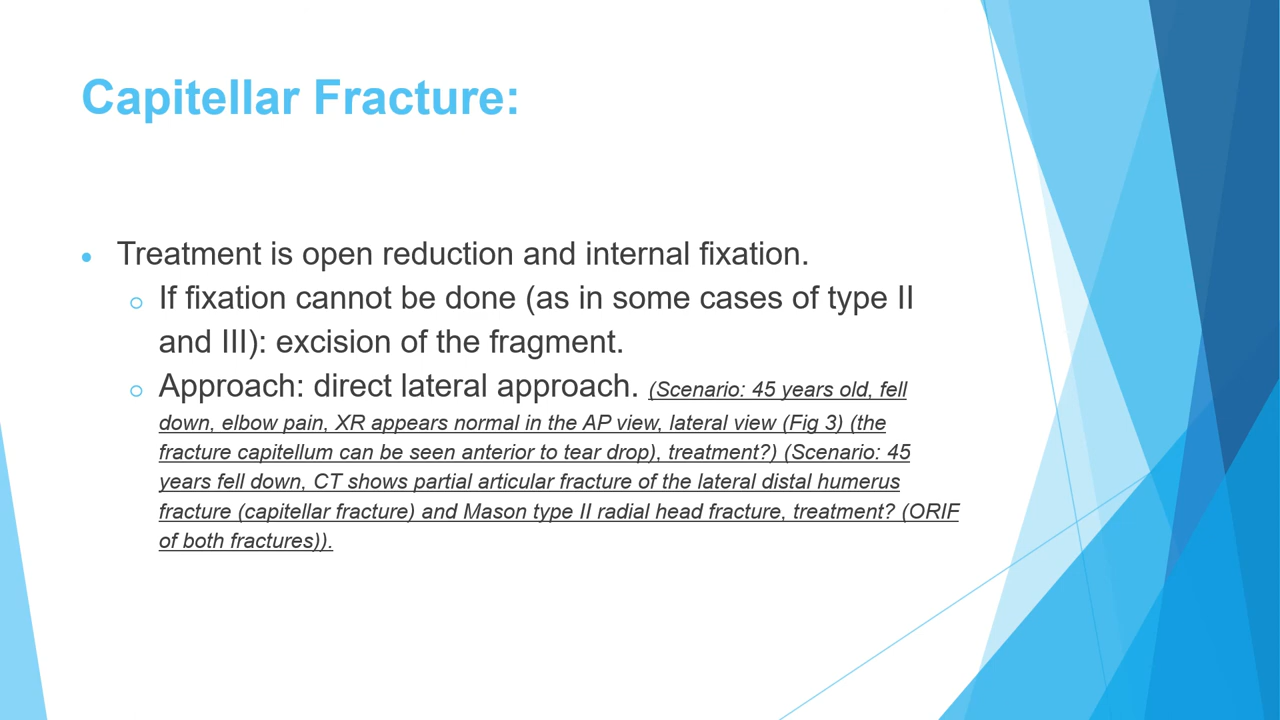 Capitellar Fracture:
• Treatment is open reduction and internal fixation.
o If fixation cannot be done (as in some cases of type II
and III): excision of the fragment.
o Approach: direct lateral approach. (Scenario: 45 years old, fell
down, elbow pain, XR appears normal in the AP view, lateral view (Fig 3) (the
fracture capitellum can be seen anterior to tear drop), treatment?) (Scenario: 45
years fell down, CT shows partial articular fracture of the lateral distal humerus
fracture (capitellar fracture) and Mason type II radial head fracture, treatment? (ORIF
of both fractures)).